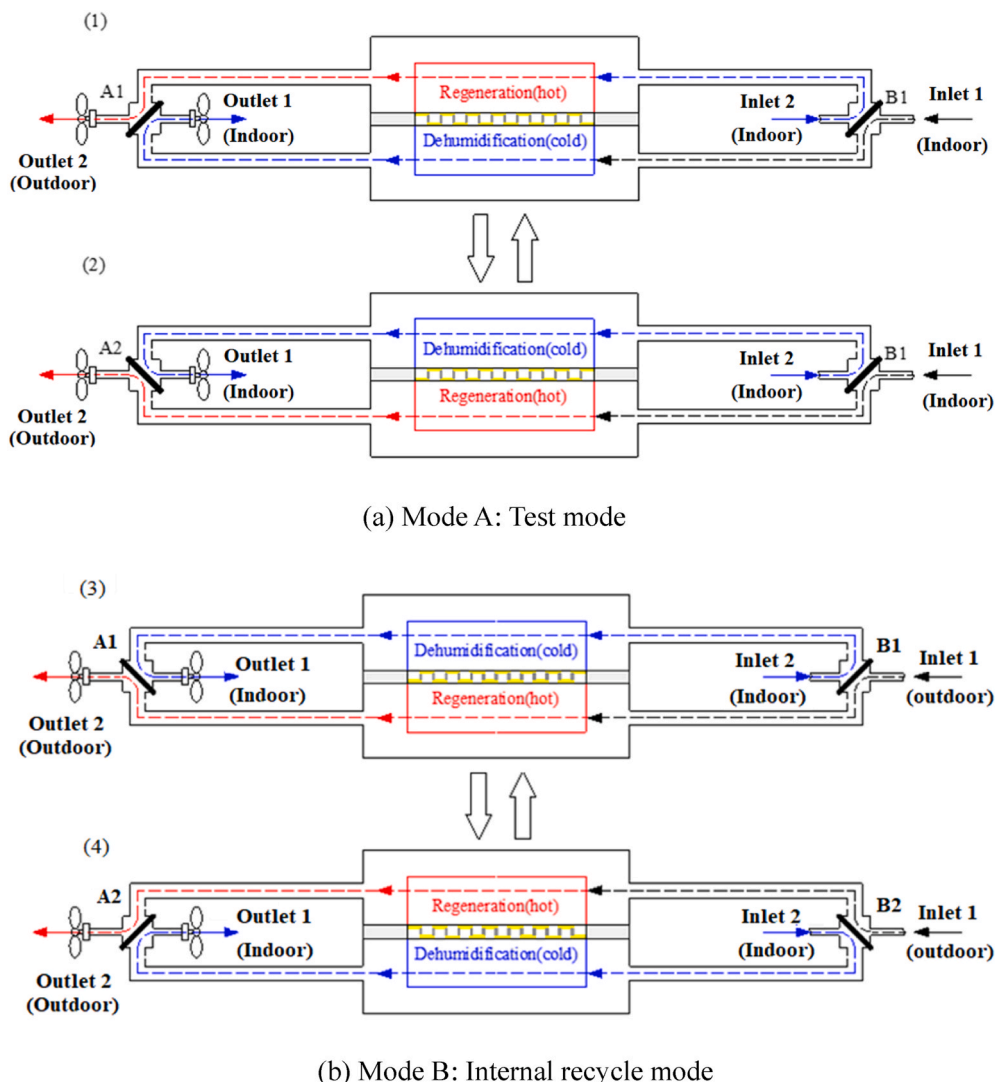 (1)
A1
Outlet 1
(Indoor)
Outlet 2
(Outdoor)
Regeneration(hot)
Dehumidification(cold)
Inlet 2
(Indoor)
B1
Inlet 1
(Indoor)
(2)
A2
Outlet 1
(Indoor)
Outlet 2
(Outdoor)
Dehumidification(cold)
Regeneration(hot)
Inlet 2
(Indoor)
B1
Inlet 1
(Indoor)
(a) Mode A: Test mode
(3)
A1
Outlet 1
(Indoor)
Outlet 2
(Outdoor)
Dehumidification(cold)
Regeneration(hot)
Inlet 2
(Indoor)
B1
Inlet 1
(outdoor)
(4)
A2
Outlet 1
(Indoor)
Outlet 2
(Outdoor)
Regeneration(hot)
Dehumidification(cold)
Inlet 2
(Indoor)
B2
Inlet 1
(outdoor)
(b) Mode B: Internal recycle mode